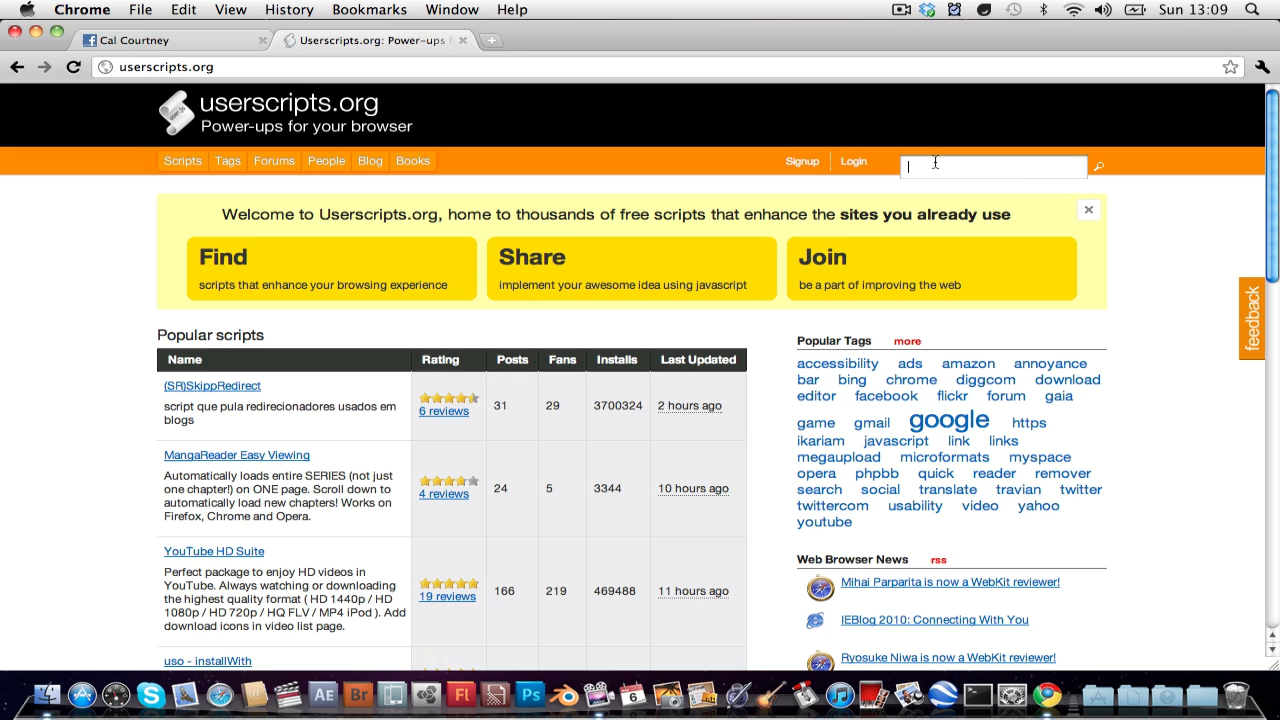 Chrome File Edit View History Bookmarks Window Help Sun 13:09
Cal Courtney
Userscripts.org: Power-ups f
userscripts.org
userscripts.org
Power-ups for your browser
Scripts Tags Forums People Blog Books Signup Login
Welcome to Userscripts.org, home to thousands of free scripts that enhance the sites you already use
Find
scripts that enhance your browsing experience
Share
implement your awesome idea using javascript
Join
be a part of improving the web
feedback
Popular scripts
Name Rating Posts Fans Installs Last Updated
(SR)SkippRedirect
script que pula redirecionadores usados em
blogs
6 reviews 31 29 3700324 2 hours ago
MangaReader Easy Viewing
Automatically loads entire SERIES (not just
one chapter!) on ONE page. Scroll down to
automatically load new chapters! Works on
Firefox, Chrome and Opera.
4 reviews 24 5 3344 10 hours ago
YouTube HD Suite
Perfect package to enjoy HD videos in
YouTube. Always watching or downloading
the highest quality format ( HD 1440p / HD
1080p / HD 720p / HQ FLV / MP4 iPod ). Add
download icons in video list page.
19 reviews 166 219 469488 11 hours ago
uso - installWith
Popular Tags more
accessibility ads amazon annoyance
bar bing chrome diggcom download
editor facebook flickr forum gaia
game gmail google https
ikariam javascript link links
megaupload microformats myspace
opera phpbb quick reader remover
search social translate travian twitter
twittercom usability video yahoo
youtube
Web Browser News rss
Mihai Parparita is now a WebKit reviewer!
IEBlog 2010: Connecting With You
Ryosuke Niwa is now a WebKit reviewer!
AE Br Fl Ps
6